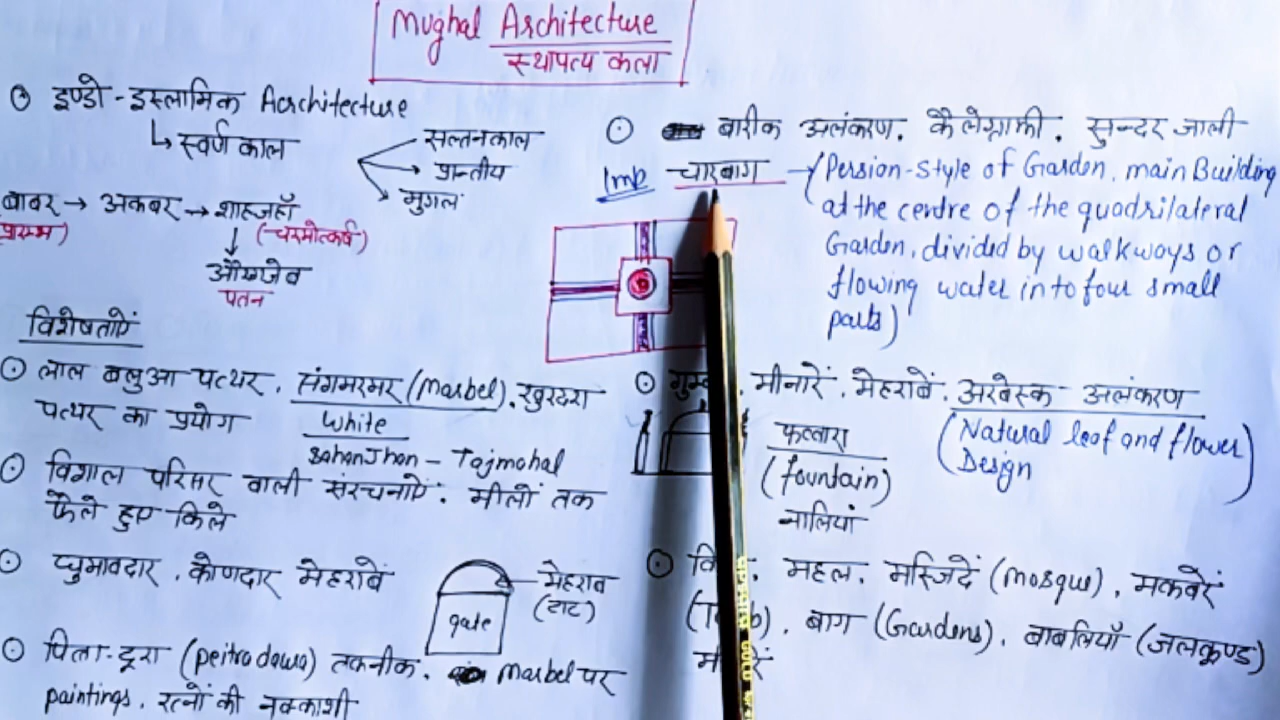 Mughal Architecture
स्थापत्य कला
इण्डो-इस्लामिक Architecture
↳ स्वर्ण काल
सल्तनकाल
प्रान्तीय
मुगल
बाबर → अकबर → शाहजहाँ
प्रारम्भ) (चरमोत्कर्ष)
↓
औरंगजेब
पतन
विशेषताऐं
लाल बलुआ पत्थर, संगमरमर (Marbel), खुरदरा
पत्थर का प्रयोग White
Sahanjhan - Tajmahal
विशाल परिसर वाली संरचनाऐं, मीलों तक
फैले हुए किले
घुमावदार, कोणदार मेहराबें
मेहराब
(टाट)
gate
पित्ता-दूरा (peitradowra) तकनीक, Marbel पर
paintings, रत्नों की नक्काशी
बारीक अलंकरण, कैलेग्राफी, सुन्दर जाली
Imp चारबाग → (Persion-style of Garden, main Building
at the centre of the quadrilateral
Garden, divided by walkways or
flowing water into four small
parts)
मीनारें, मेहराबें, अरबेस्क अलंकरण
(Natural leaf and flower
Design)
फव्वारा
(fountain)
नालियां
महल, मस्जिदें (Mosque), मकबरें
बाग (Gardens), बाबलियाँ (जलकूण्ड)